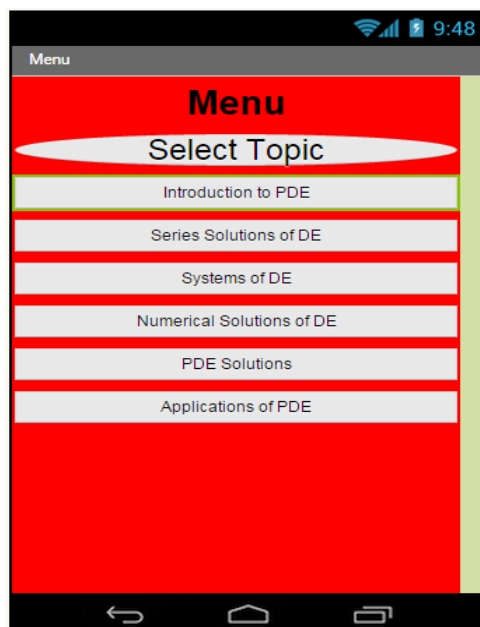 9:48
Menu
Menu
Select Topic
Introduction to PDE
Series Solutions of DE
Systems of DE
Numerical Solutions of DE
PDE Solutions
Applications of PDE